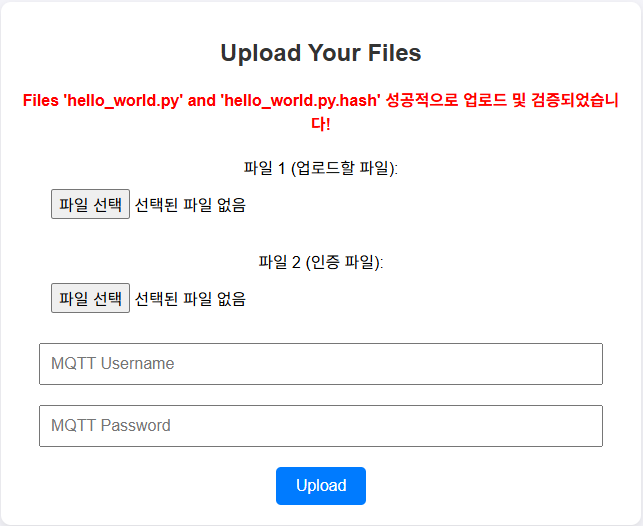 Upload Your Files
Files 'hello_world.py' and 'hello_world.py.hash' 성공적으로 업로드 및 검증되었습니
다!
파일 1 (업로드할 파일):
파일 선택 선택된 파일 없음
파일 2 (인증 파일):
파일 선택 선택된 파일 없음
MQTT Username
MQTT Password
Upload